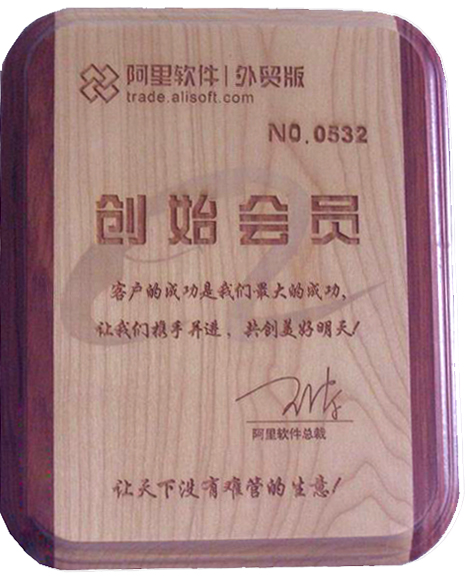 阿里软件|外贸版
trade.alisoft.com
NO.0532
创始会员
客户的成功是我们最大的成功,
让我们携手并进、共创美好明天!
阿里软件总裁
让天下没有难管的生意!